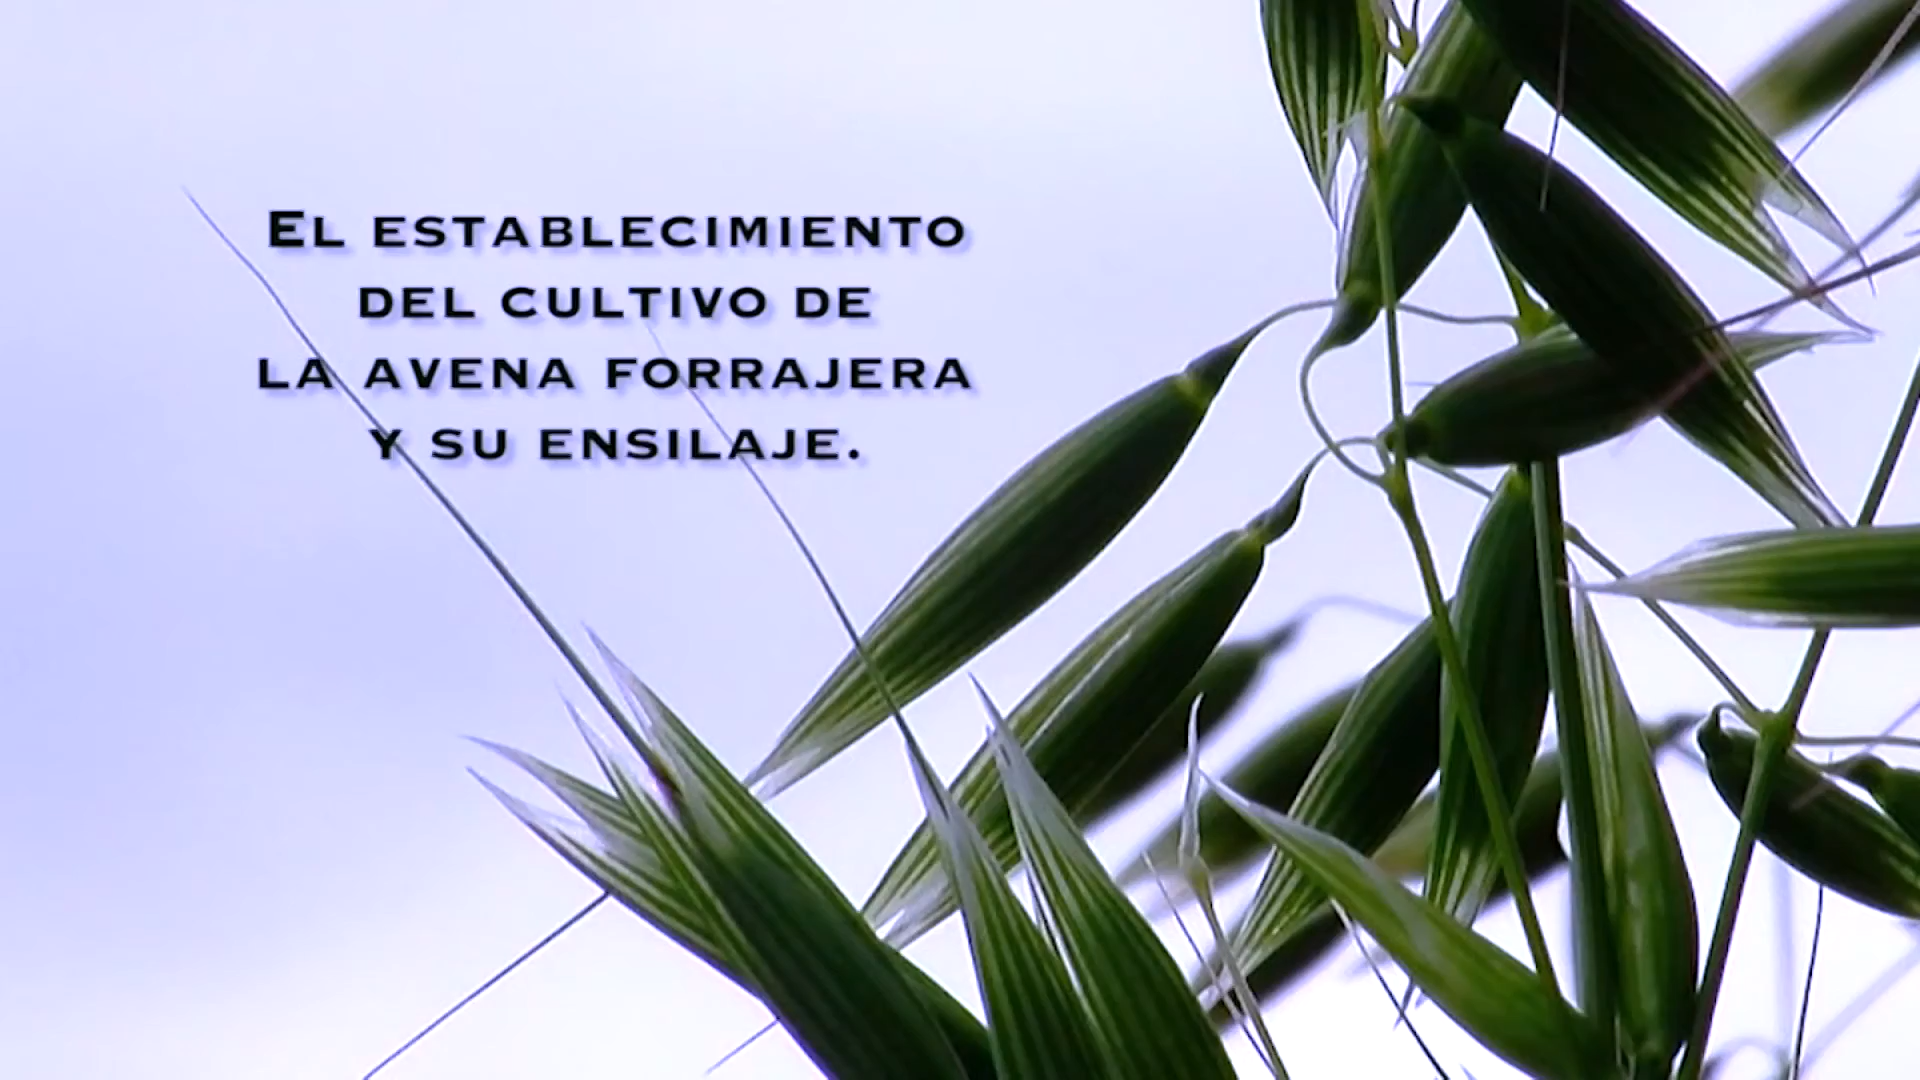 El establecimiento
del cultivo de
la avena forrajera
y su ensilaje.